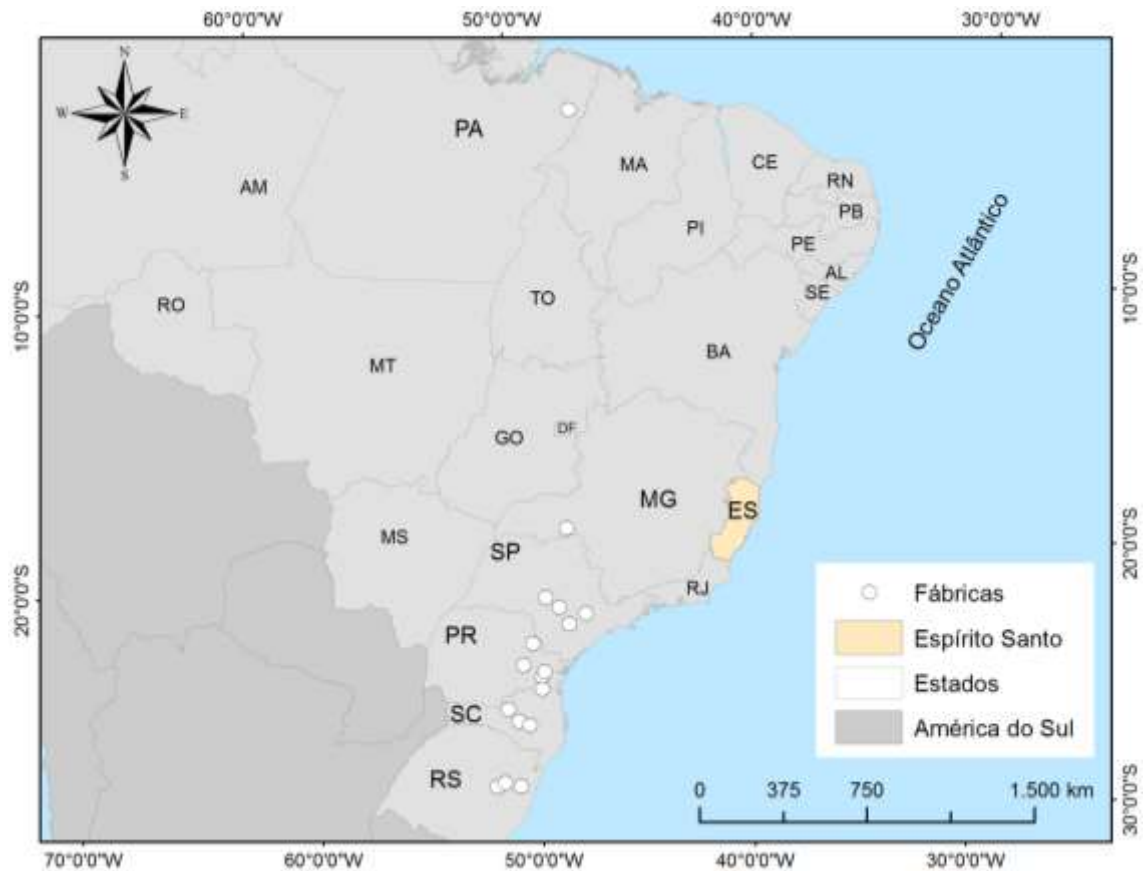 60°0'0"W 50°0'0"W 40°0'0"W 30°0'0"W
N
W E
S
PA
MA
CE
RN
AM
PB
PI
PE
AL
TO
SE
RO
10°0'0"S
10°0'0"S
Oceano Atlântico
BA
MT
DF
GO
MG
ES
MS
SP
20°0'0"S
RJ
20°0'0"S
PR
SC
RS
Fábricas
Espírito Santo
Estados
América do Sul
0 375 750 1.500 km
30°0'0"S
70°0'0"W 60°0'0"W 50°0'0"W 40°0'0"W 30°0'0"W